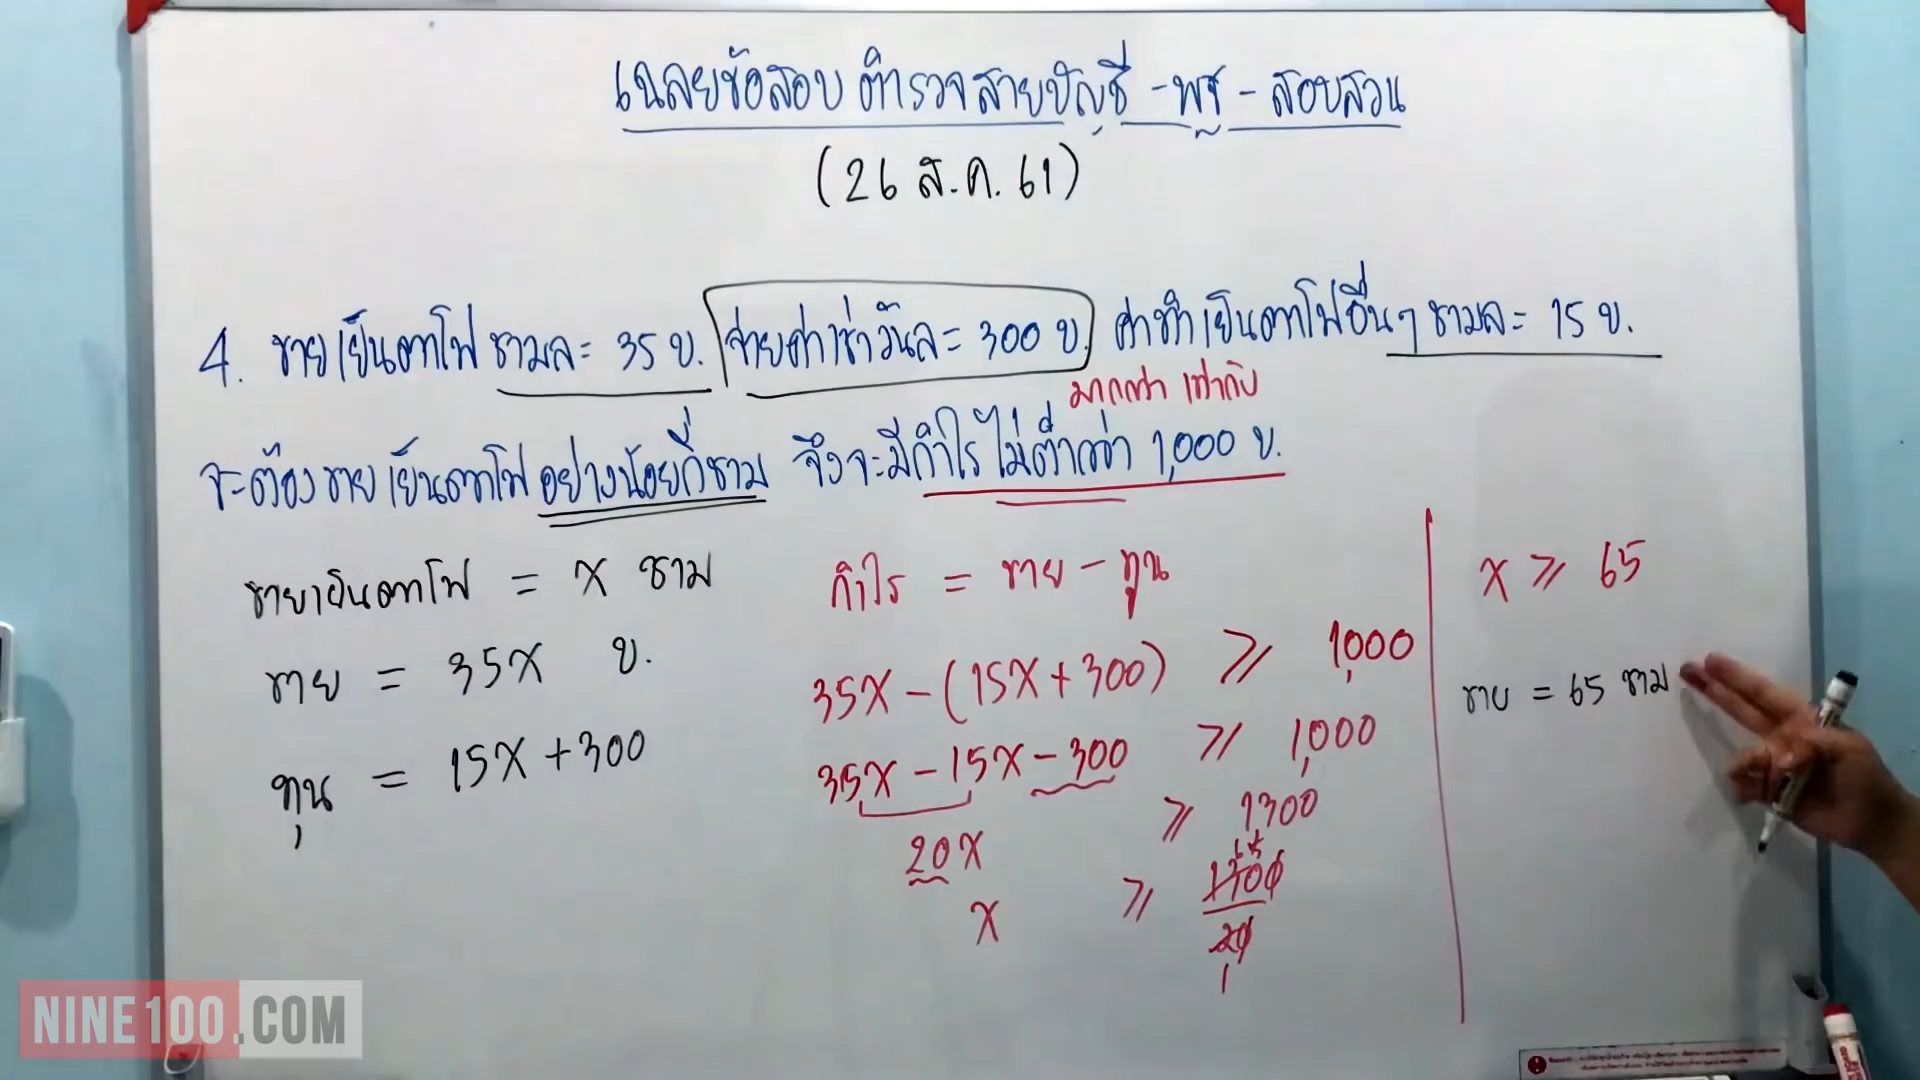 เฉลยข้อสอบ ตำรวจสายบัญชี - พฐ - สอบสวน
(26 ส.ค. 61)
4. ขายเย็นตาโฟ ชามละ 35 บ. จ่ายค่าเช่าวันละ 300 บ. ค่าทำเย็นตาโฟอื่นๆ ชามละ 15 บ.
มากกว่า เท่ากับ
จะต้องขายเย็นตาโฟอย่างน้อยกี่ชาม จึงจะมีกำไรไม่ต่ำกว่า 1,000 บ.
ขายเย็นตาโฟ = x ชาม
ขาย = 35x บ.
ทุน = 15x + 300
กำไร = ขาย - ทุน
35x - (15x + 300) ≥ 1,000
35x - 15x - 300 ≥ 1,000
20x ≥ 1300
65
x ≥ 1300
20
1
x ≥ 65
ขาย = 65 ชาม
NINE100.COM